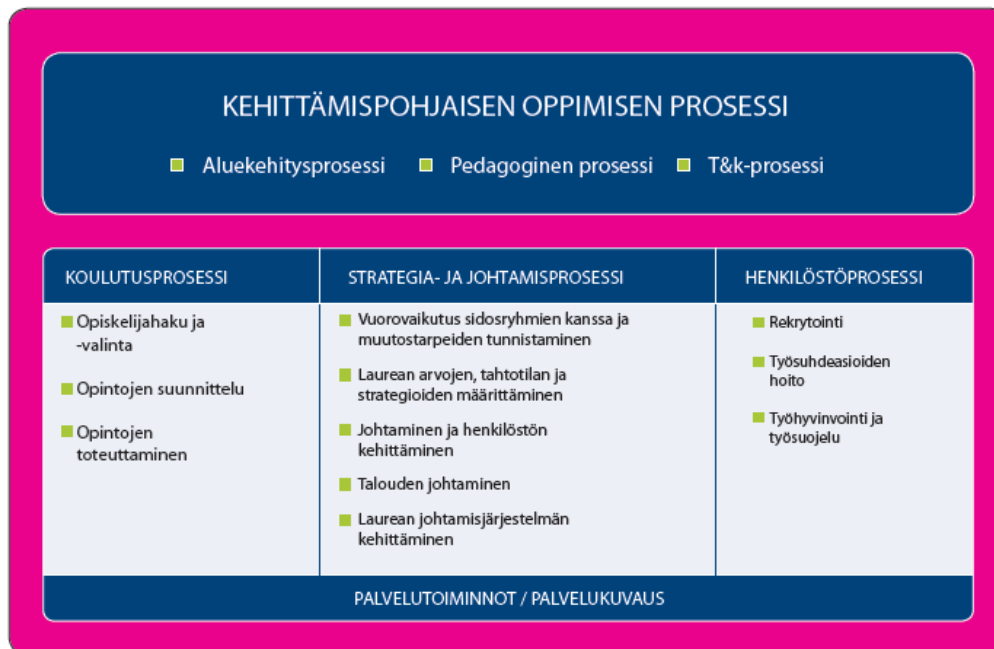 KEHITTÄMISPOHJAISEN OPPIMISEN PROSESSI
Aluekehitysprosessi Pedagoginen prosessi T&k-prosessi
KOULUTUSPROSESSI
Opiskelijahaku ja
-valinta
Opintojen suunnittelu
Opintojen
toteuttaminen
STRATEGIA- JA JOHTAMISPROSESSI
Vuorovaikutus sidosryhmien kanssa ja
muutostarpeiden tunnistaminen
Laurean arvojen, tahtotilan ja
strategioiden määrittäminen
Johtaminen ja henkilöstön
kehittäminen
Talouden johtaminen
Laurean johtamisjärjestelmän
kehittäminen
HENKILÖSTÖPROSESSI
Rekrytointi
Työsuhdeasioiden
hoito
Työhyvinvointi ja
työsuojelu
PALVELUTOIMINNOT / PALVELUKUVAUS